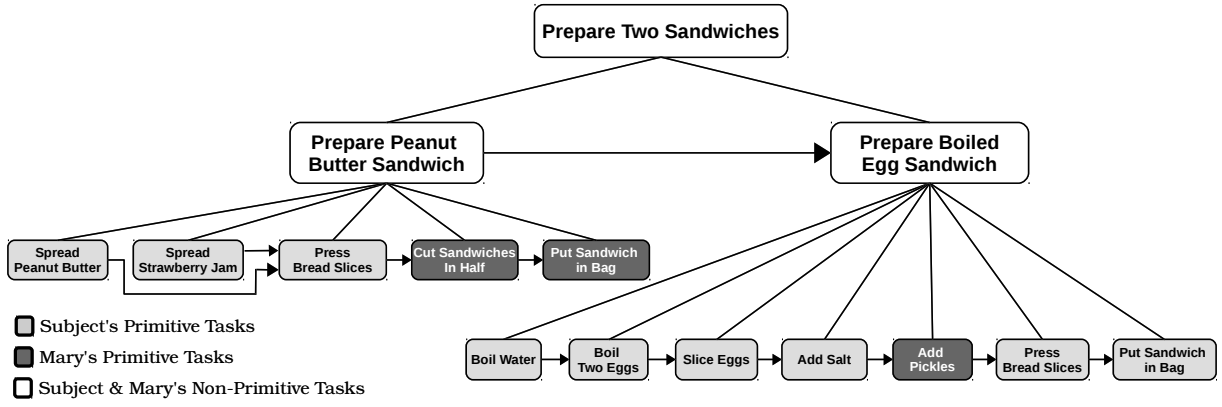 Prepare Two Sandwiches
Prepare Peanut
Butter Sandwich
Prepare Boiled
Egg Sandwich
Spread
Peanut Butter
Spread
Strawberry Jam
Press
Bread Slices
Cut Sandwiches
In Half
Put Sandwich
in Bag
Boil Water
Boil
Two Eggs
Slice Eggs
Add Salt
Add
Pickles
Press
Bread Slices
Put Sandwich
in Bag
Subject's Primitive Tasks
Mary's Primitive Tasks
Subject & Mary's Non-Primitive Tasks